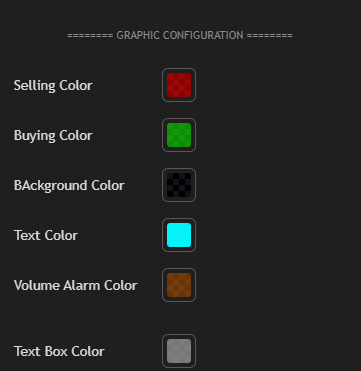 ======== GRAPHIC CONFIGURATION ========
Selling Color
Buying Color
BAckground Color
Text Color
Volume Alarm Color
Text Box Color